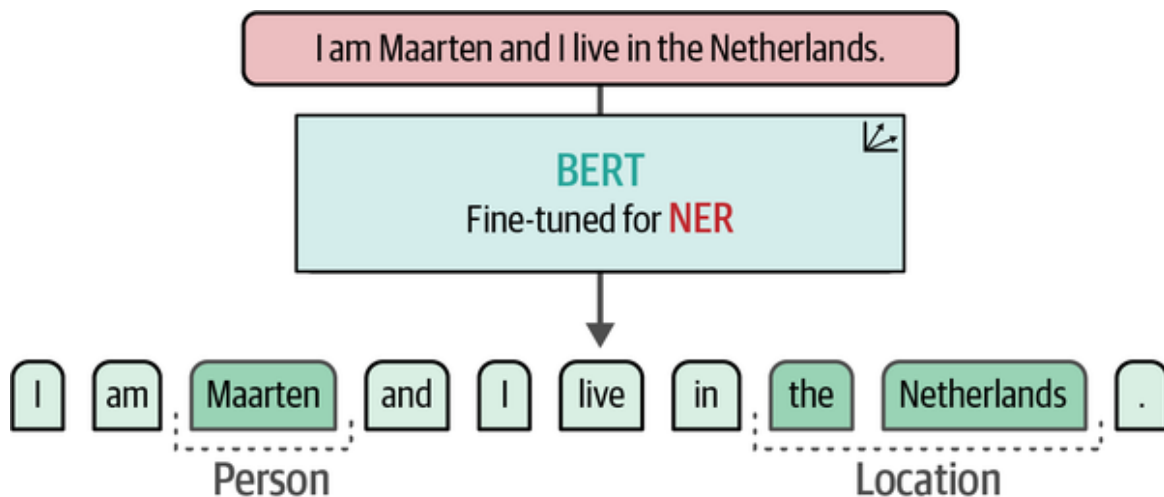 I am Maarten and I live in the Netherlands.
BERT
Fine-tuned for NER
I am Maarten and I live in the Netherlands .
Person Location